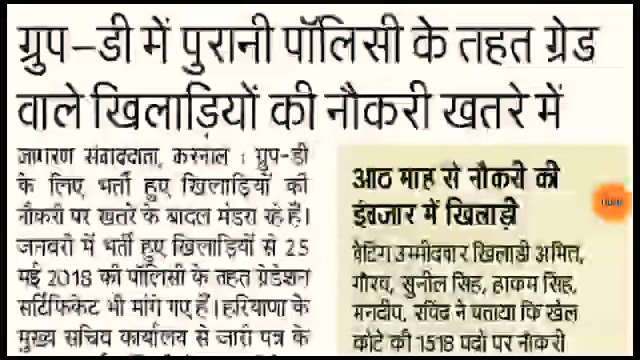 ग्रुप-डी में पुरानी पॉलिसी के तहत ग्रेड
वाले खिलाड़ियों की नौकरी खतरे में
जागरण संवाददाता, करनाल : ग्रुप-डी
के लिए भर्ती हुए खिलाड़ियों की
नौकरी पर खतरे के बादल मंडरा रहे हैं।
जनवरी में भर्ती हुए खिलाड़ियों से 25
मई 2018 की पॉलिसी के तहत ग्रेडेशन
सर्टिफिकेट भी मांगे गए हैं। हरियाणा के
मुख्य सचिव कार्यालय से जारी पत्र के
आठ माह से नौकरी की
इंतजार में खिलाड़ी
वेटिंग उम्मीदवार खिलाड़ी अमित,
गौरव, सुनील सिंह, हाकम सिंह,
मनदीप, रविंद्र ने बताया कि खेल
कोटे की 1518 पदों पर नौकरी